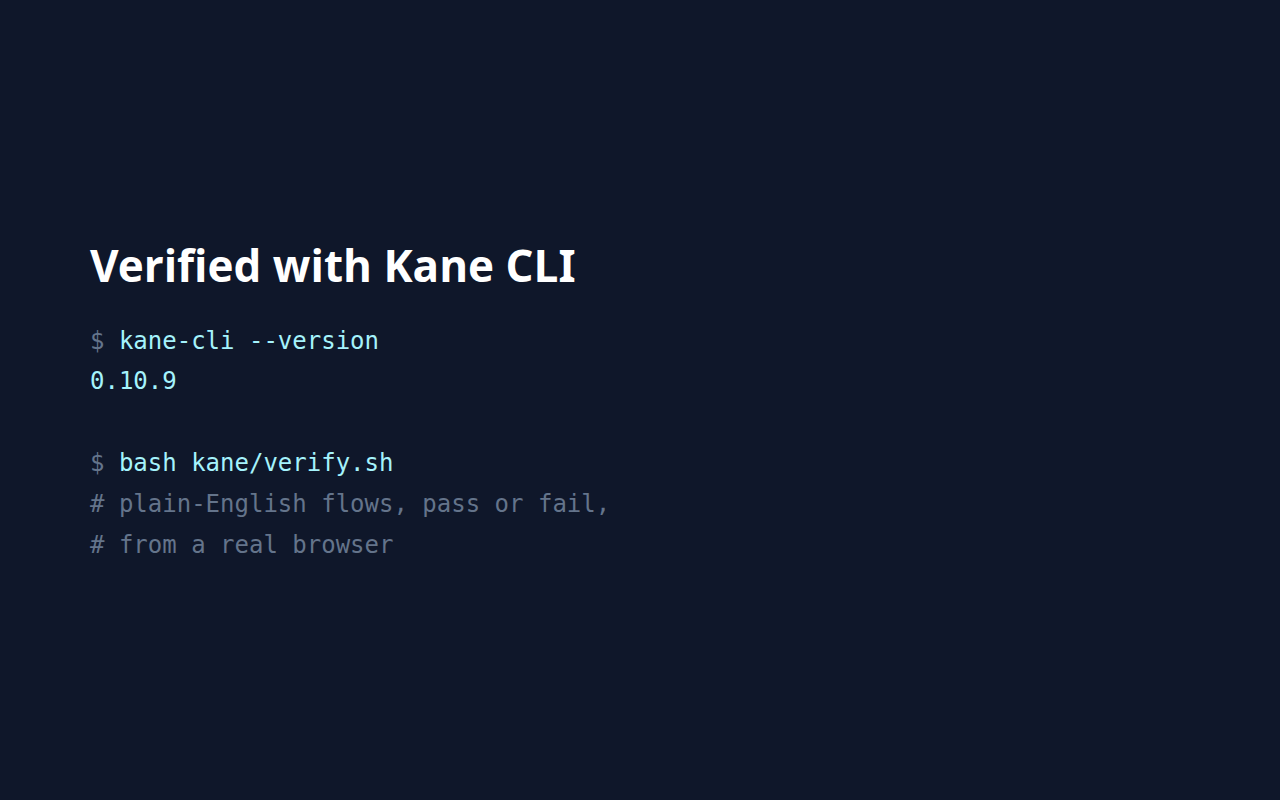 Verified with Kane CLI
$ kane-cli --version
0.10.9
$ bash kane/verify.sh
# plain-English flows, pass or fail,
# from a real browser